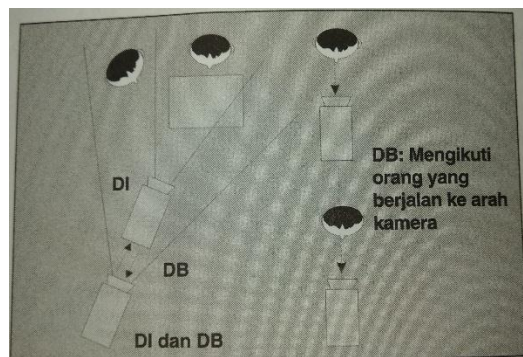 DI
DB
DI dan DB
DB: Mengikuti
orang yang
berjalan ke arah
kamera